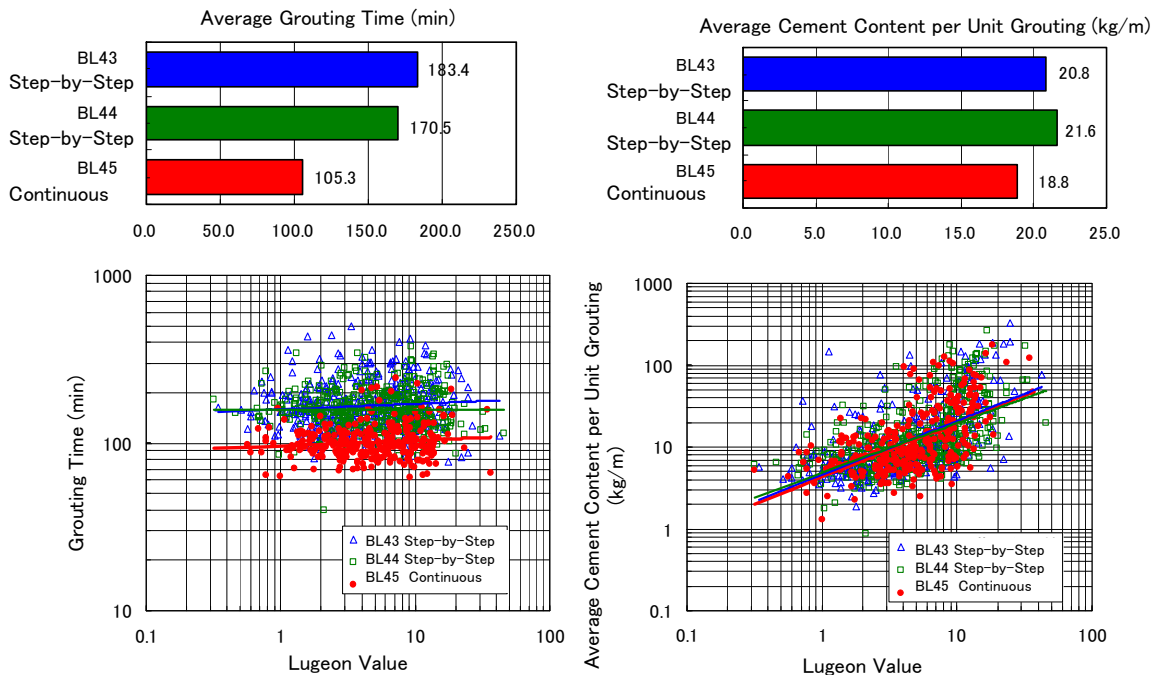 Average Grouting Time (min)
BL43
Step-by-Step
183.4
BL44
Step-by-Step
170.5
BL45
Continuous
105.3
0.0 50.0 100.0 150.0 200.0 250.0
Average Cement Content per Unit Grouting (kg/m)
BL43
Step-by-Step
20.8
BL44
Step-by-Step
21.6
BL45
Continuous
18.8
0.0 5.0 10.0 15.0 20.0 25.0
Grouting Time (min)
1000
100
10
0.1 1 10 100
Lugeon Value
BL43 Step-by-Step
BL44 Step-by-Step
BL45 Continuous
Average Cement Content per Unit Grouting
(kg/m)
1000
100
10
1
0.1
0.1 1 10 100
Lugeon Value
BL43 Step-by-Step
BL44 Step-by-Step
BL45 Continuous